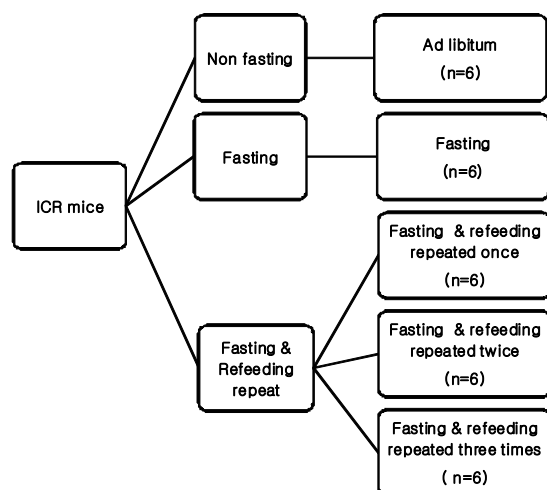 Non fasting
Ad libitum
(n=6)
Fasting
Fasting
(n=6)
ICR mice
Fasting & refeeding
repeated once
(n=6)
Fasting &
Refeeding
repeat
Fasting & refeeding
repeated twice
(n=6)
Fasting & refeeding
repeated three times
( n=6)